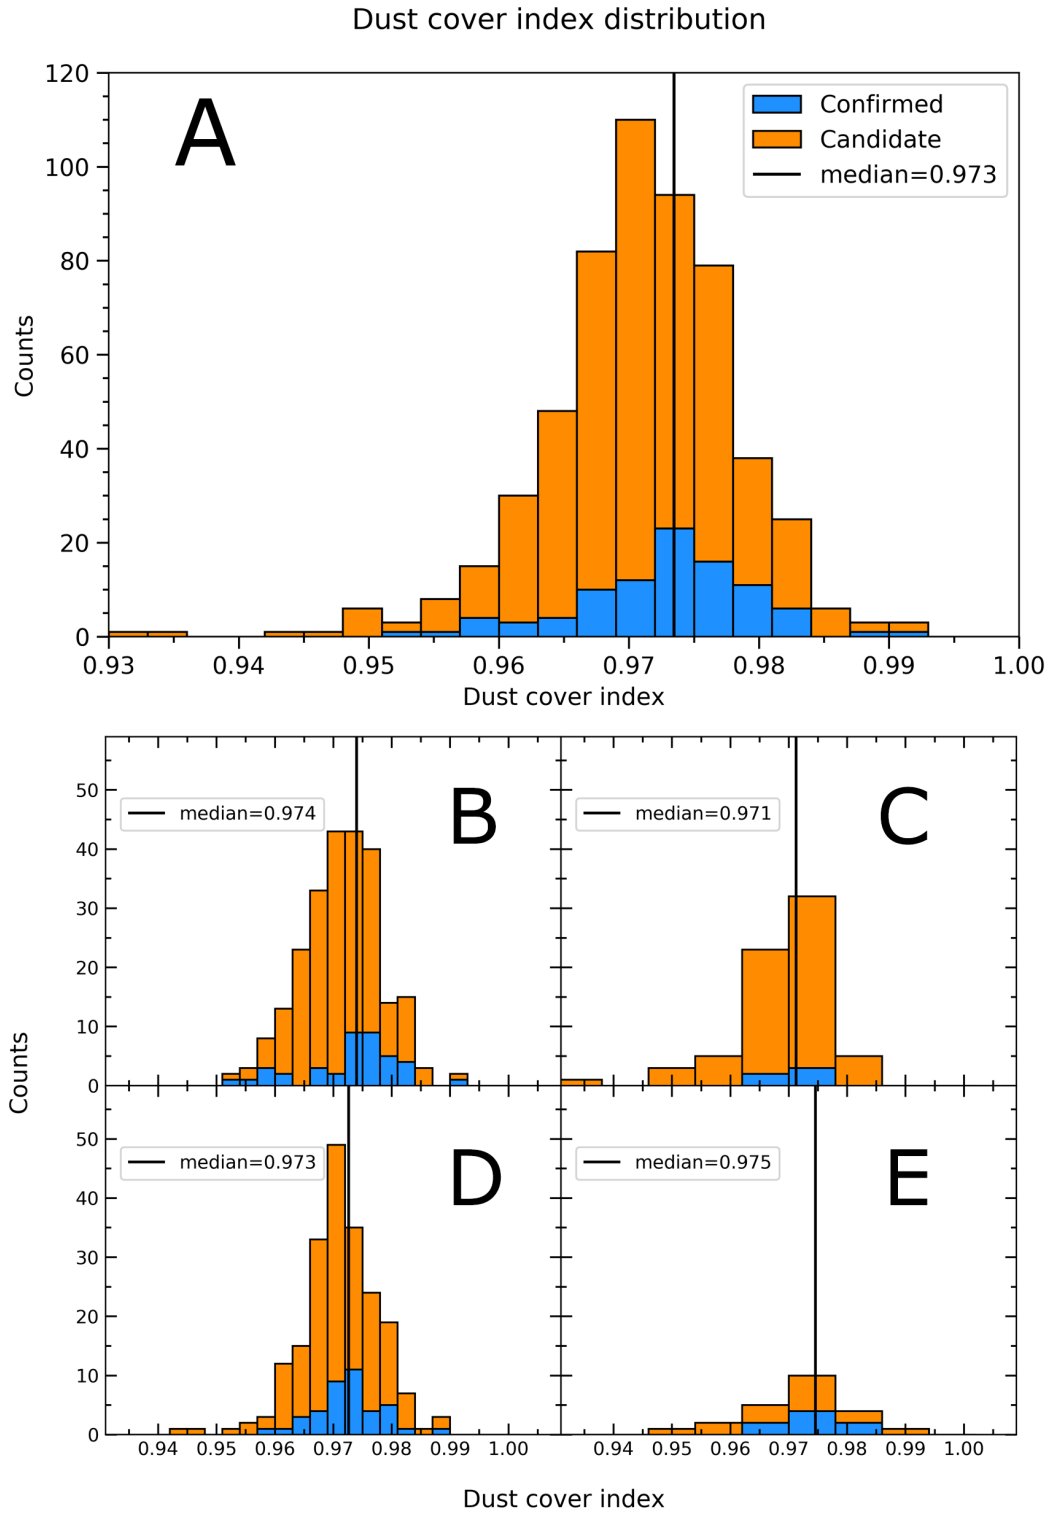 Dust cover index distribution
A
Confirmed
Candidate
median=0.973
120
100
80
60
40
20
0
Counts
0.93 0.94 0.95 0.96 0.97 0.98 0.99 1.00
Dust cover index
B
median=0.974
50
40
30
20
10
0
C
median=0.971
Counts
D
median=0.973
50
40
30
20
10
0
0.94 0.95 0.96 0.97 0.98 0.99 1.00
E
median=0.975
0.94 0.95 0.96 0.97 0.98 0.99 1.00
Dust cover index